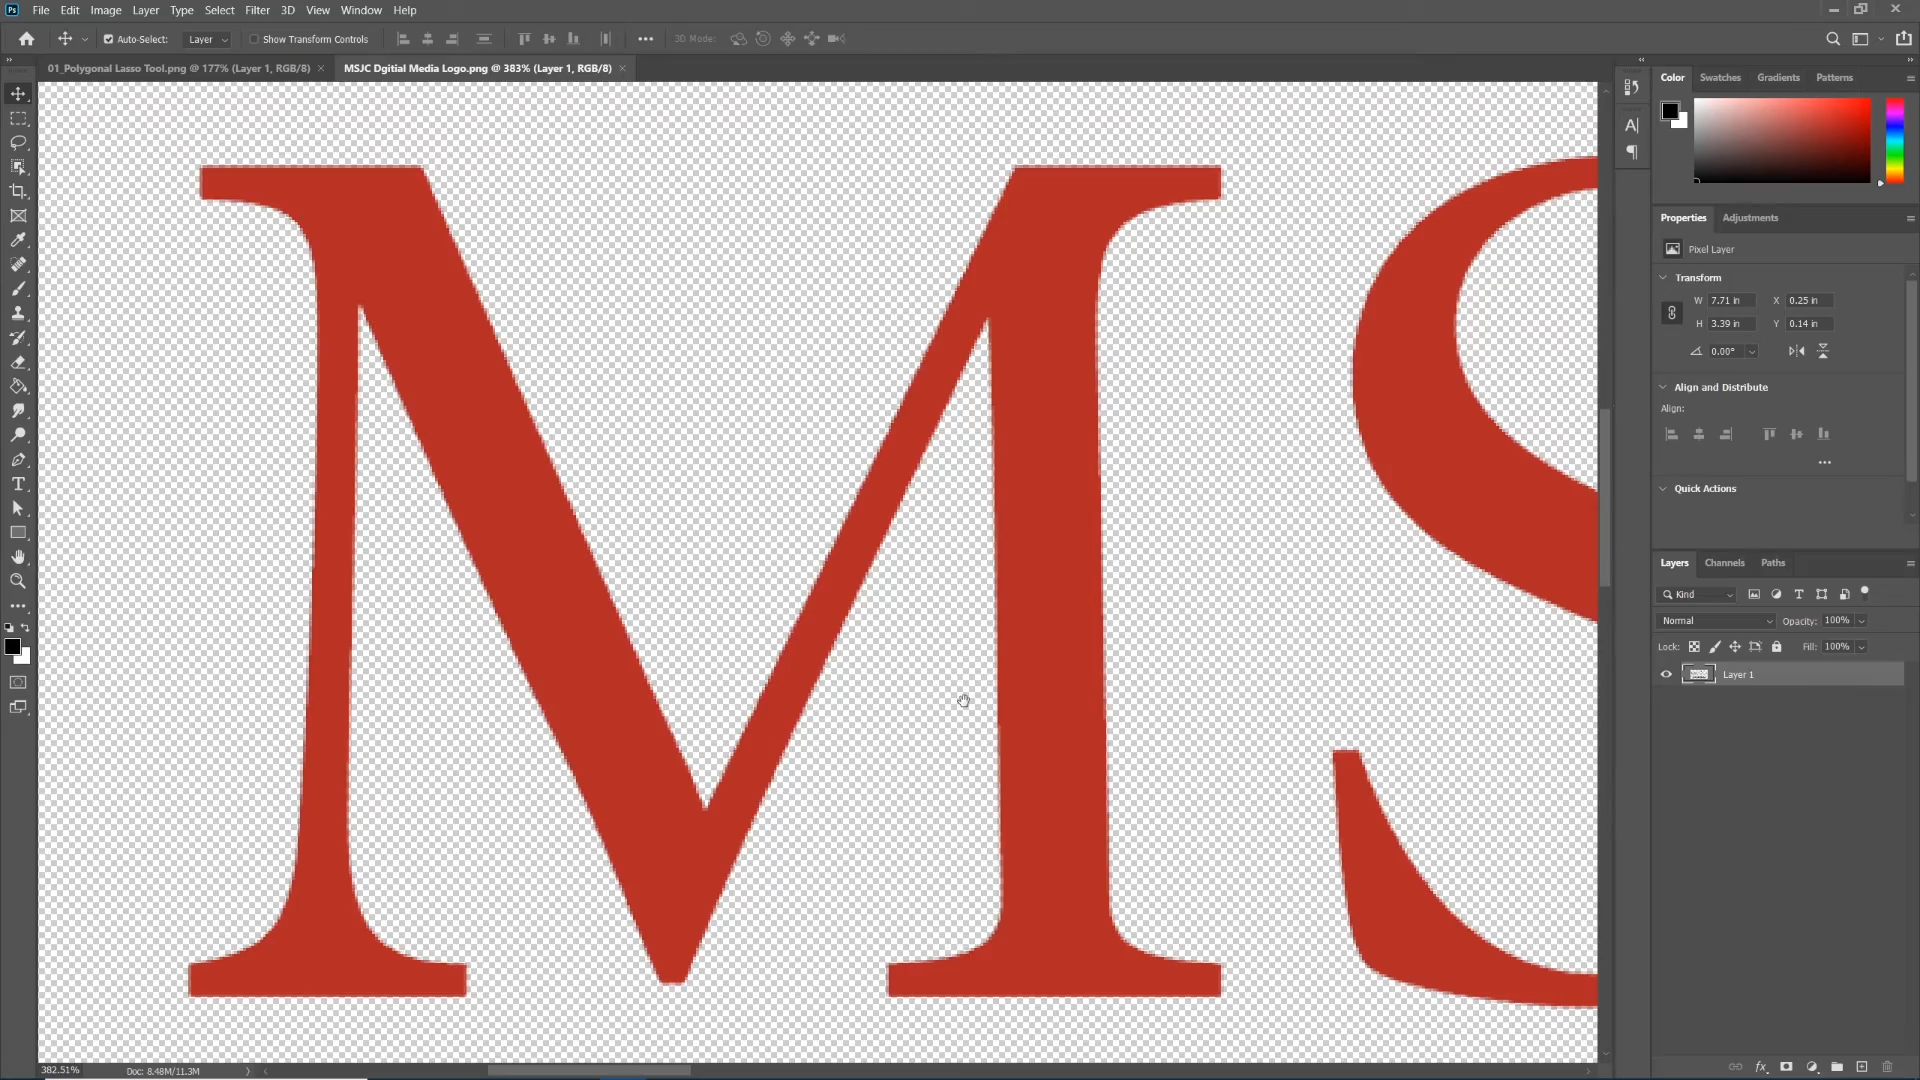 Ps File Edit Image Layer Type Select Filter 3D View Window Help
Auto-Select: Layer Show Transform Controls 3D Mode:
01_Polygonal Lasso Tool.png @ 177% (Layer 1, RGB/8) × MSJC Dgitial Media Logo.png @ 383% (Layer 1, RGB/8) ×
Color Swatches Gradients Patterns
MS
Properties Adjustments
Pixel Layer
Transform
W 7.71 in X 0.25 in
H 3.39 in Y 0.14 in
0.00°
Align and Distribute
Align:
Quick Actions
Layers Channels Paths
Kind
Normal Opacity: 100%
Lock: Fill: 100%
Layer 1
382.51% Doc: 8.48M/11.3M